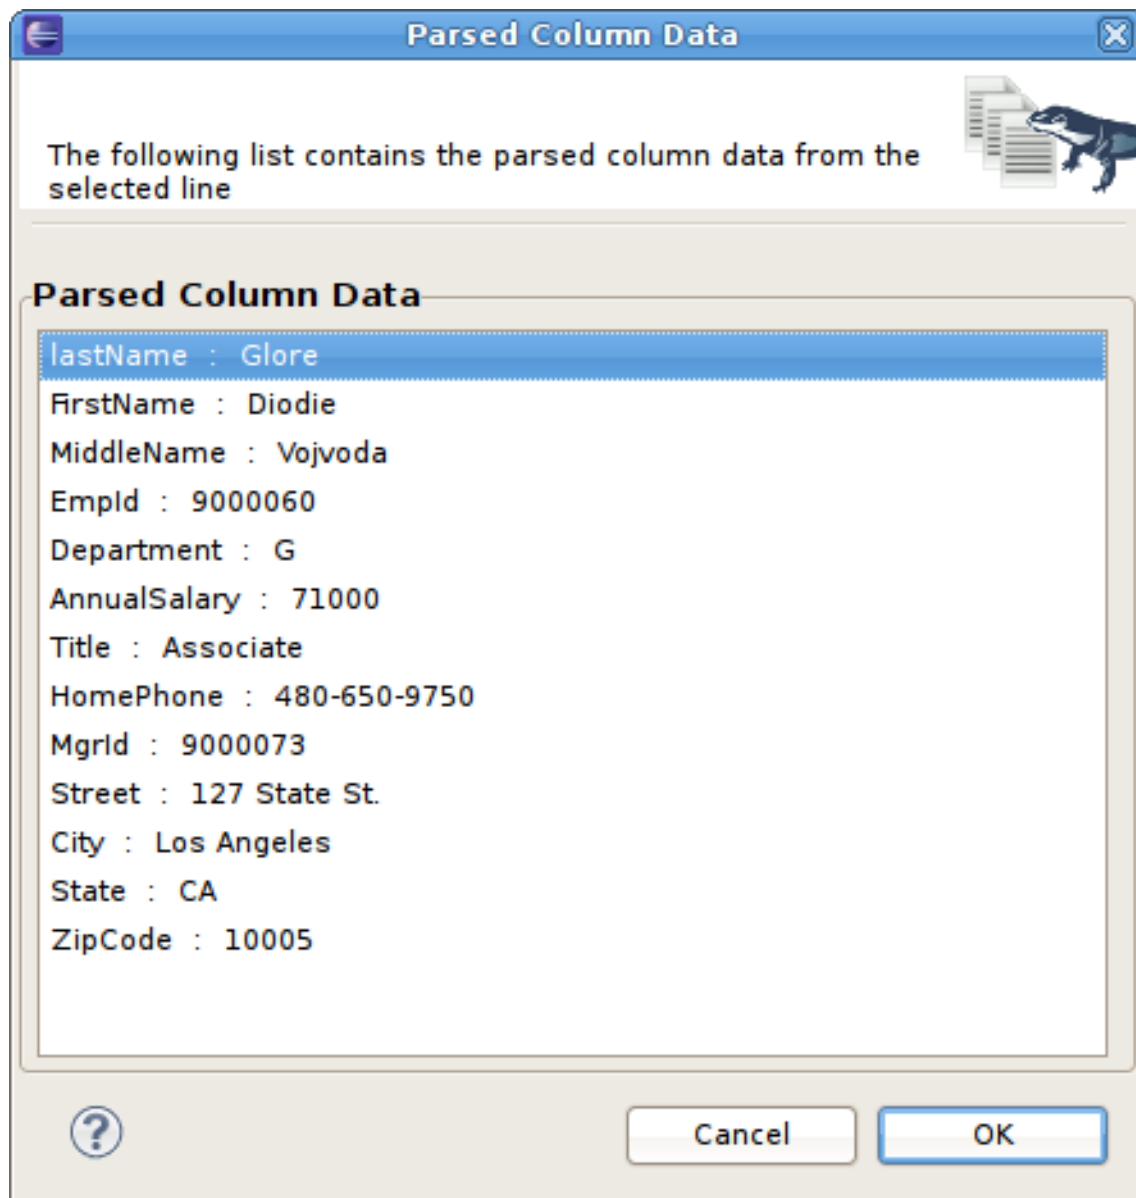 Parsed Column Data
The following list contains the parsed column data from the
selected line
Parsed Column Data
lastName : Glore
FirstName : Diodie
MiddleName : Vojvoda
EmpId : 9000060
Department : G
AnnualSalary : 71000
Title : Associate
HomePhone : 480-650-9750
MgrId : 9000073
Street : 127 State St.
City : Los Angeles
State : CA
ZipCode : 10005
?
Cancel
OK